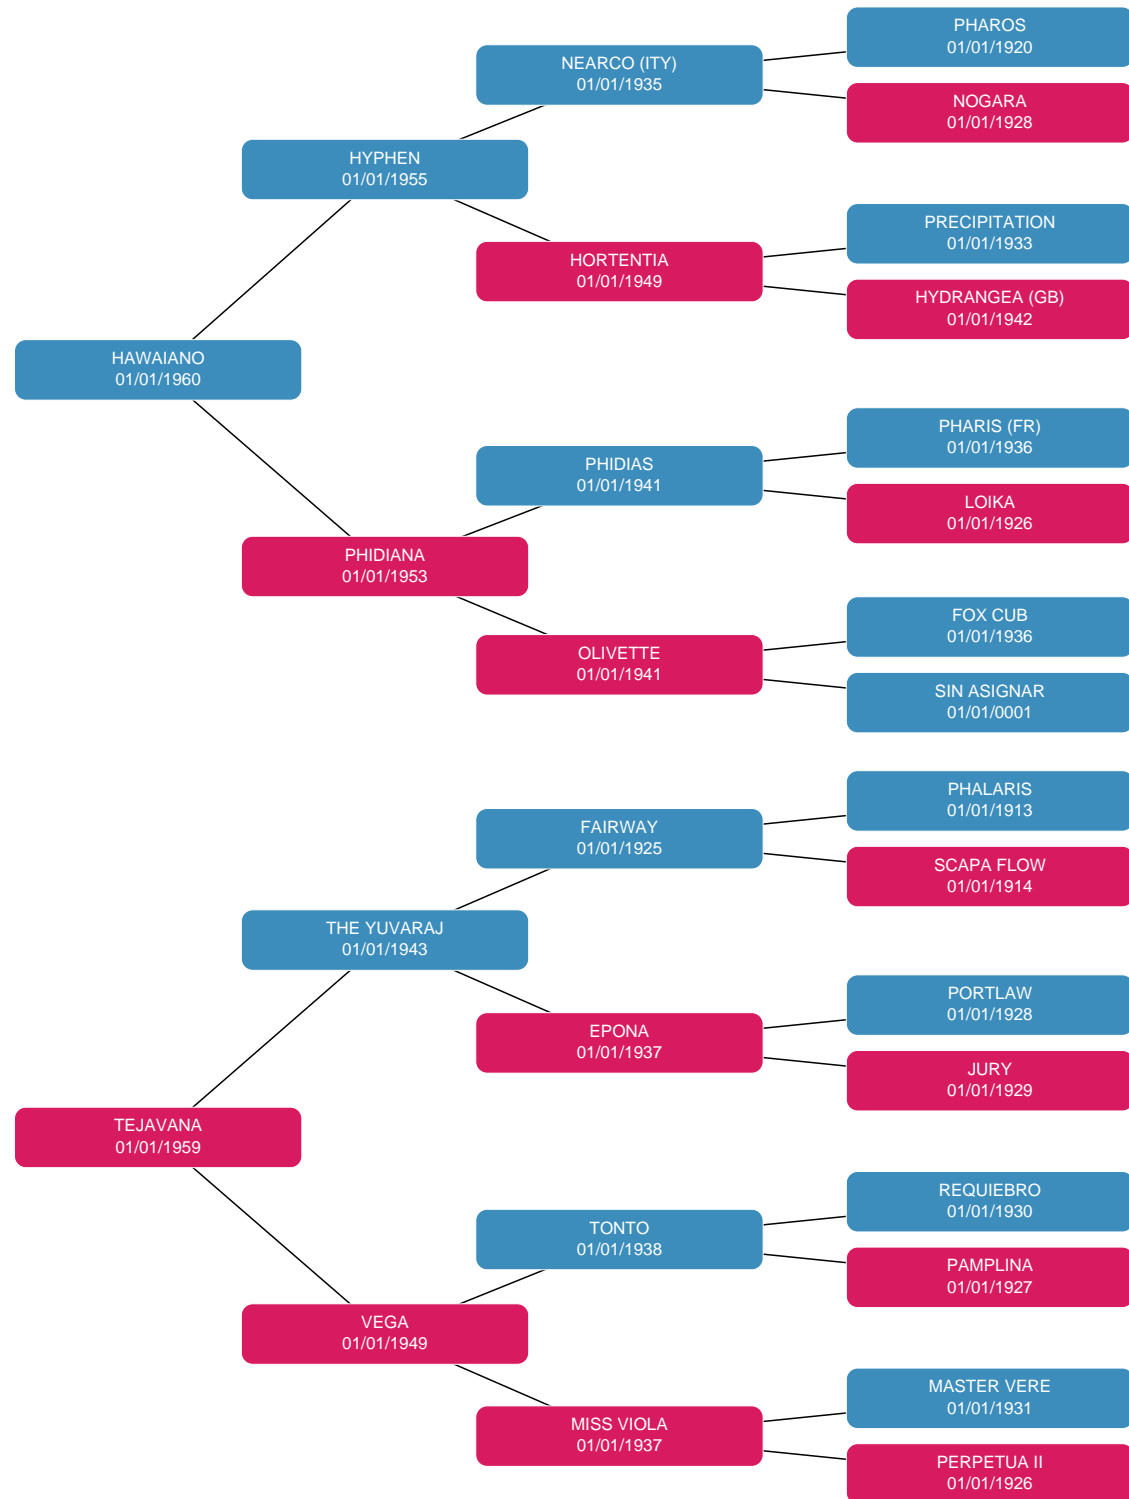 PHAROS
01/01/1920
NEARCO (ITY)
01/01/1935
NOGARA
01/01/1928
HYPHEN
01/01/1955
PRECIPITATION
01/01/1933
HORTENTIA
01/01/1949
HYDRANGEA (GB)
01/01/1942
HAWAIANO
01/01/1960
PHARIS (FR)
01/01/1936
PHIDIAS
01/01/1941
LOIKA
01/01/1926
PHIDIANA
01/01/1953
FOX CUB
01/01/1936
OLIVETTE
01/01/1941
SIN ASIGNAR
01/01/0001
PHALARIS
01/01/1913
FAIRWAY
01/01/1925
SCAPA FLOW
01/01/1914
THE YUVARAJ
01/01/1943
PORTLAW
01/01/1928
EPONA
01/01/1937
JURY
01/01/1929
TEJAVANA
01/01/1959
REQUIEBRO
01/01/1930
TONTO
01/01/1938
PAMPLINA
01/01/1927
VEGA
01/01/1949
MASTER VERE
01/01/1931
MISS VIOLA
01/01/1937
PERPETUA II
01/01/1926